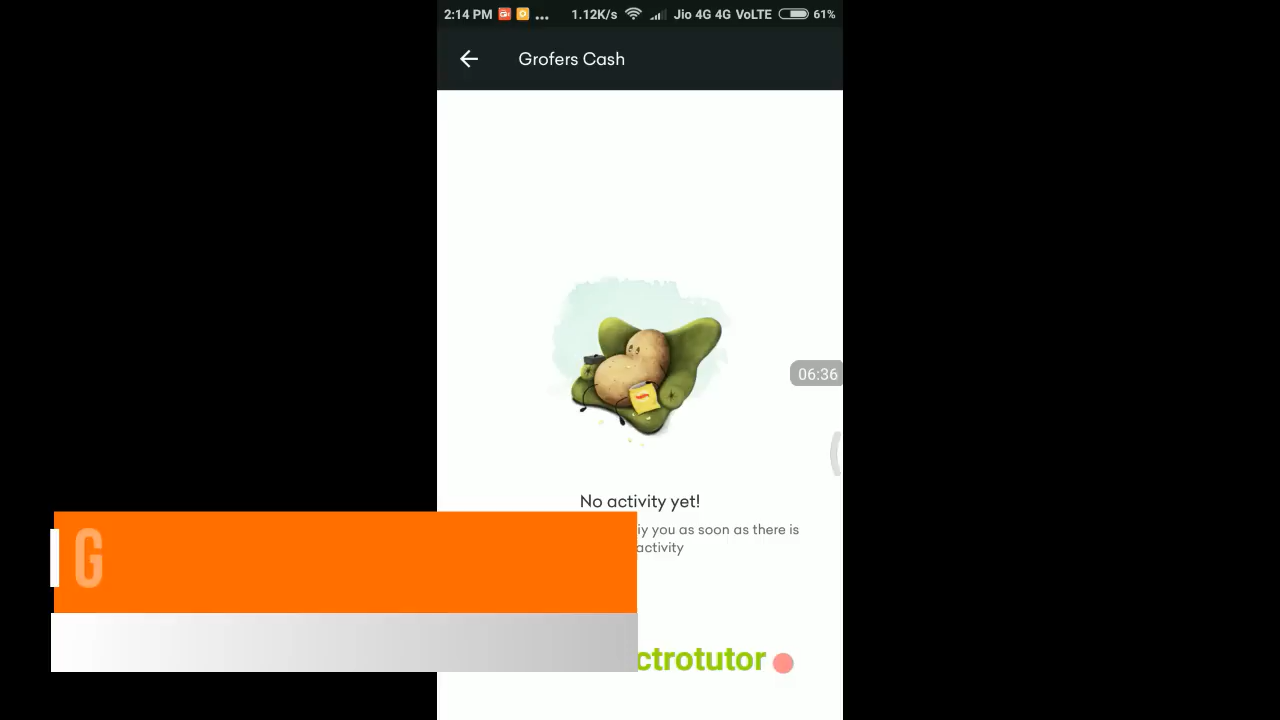 2:14 PM ... 1.12K/s Jio 4G 4G VoLTE 61%
Grofers Cash
06:36
No activity yet!
you as soon as there is
activity
G